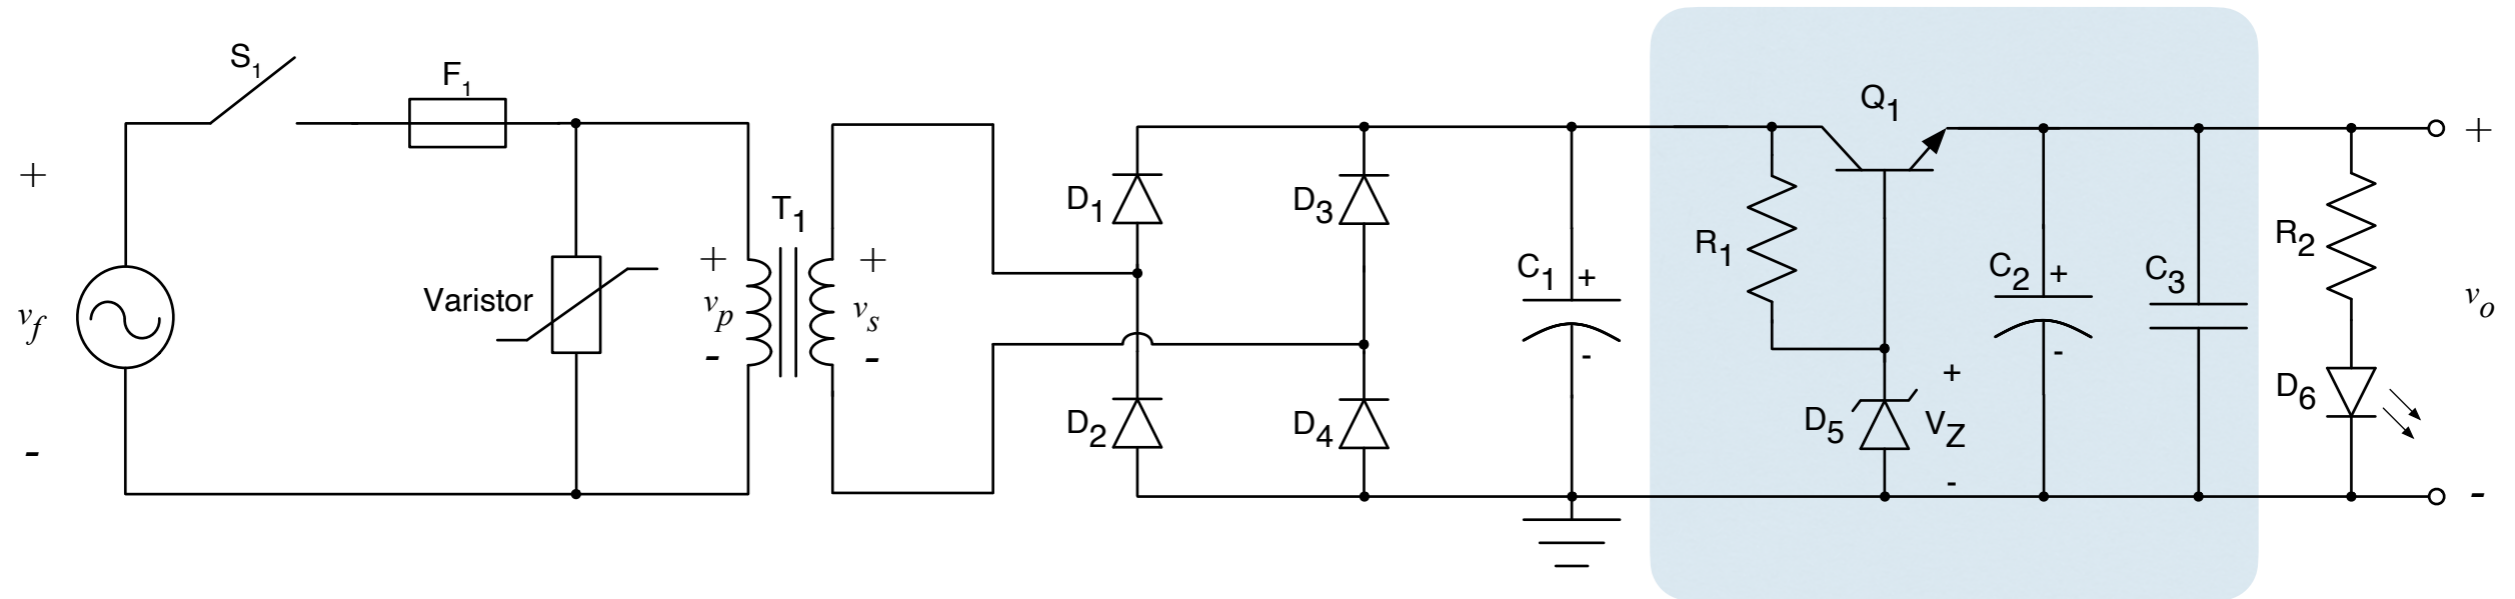 S1
F1
+
vf
-
Varistor
T1
+
vp
-
+
vs
-
D1
D2
D3
D4
C1
+
-
R1
Q1
D5
+
VZ
-
C2
+
-
C3
R2
D6
+
vo
-